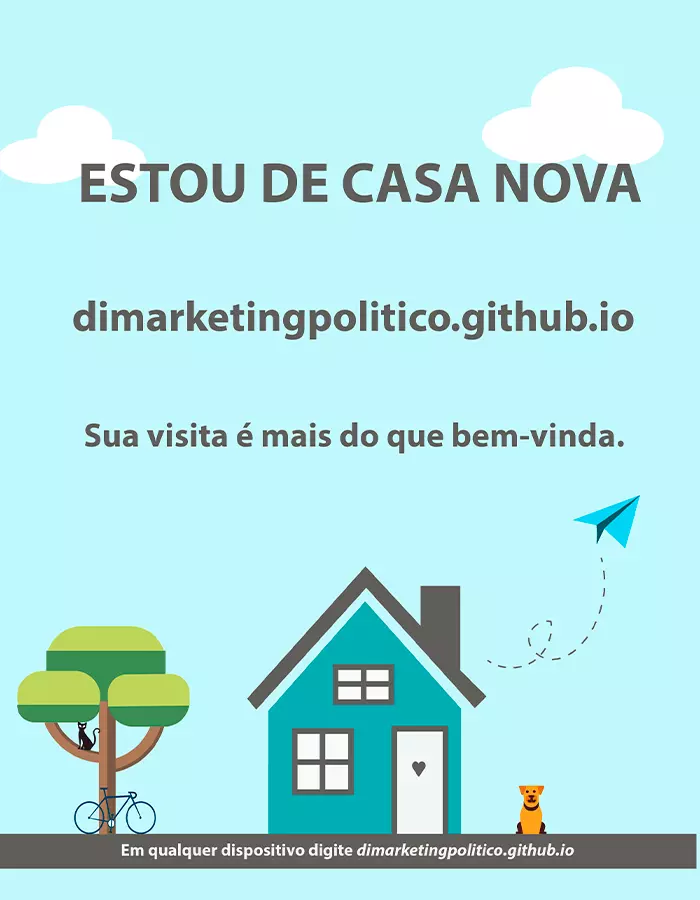 ESTOU DE CASA NOVA
dimarketingpolitico.github.io
Sua visita é mais do que bem-vinda.
Em qualquer dispositivo digite dimarketingpolitico.github.io